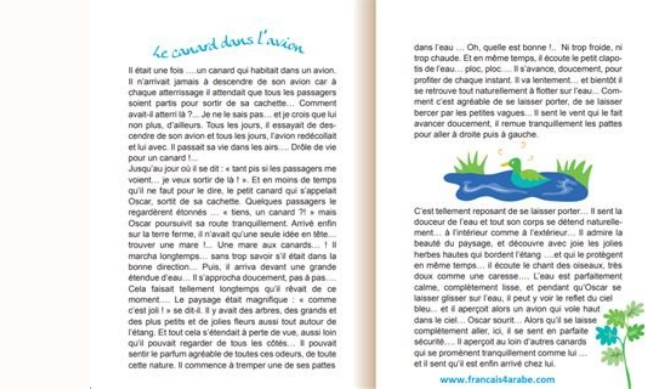 Le canard dans l'avion
Il était une fois ….un canard qui habitait dans un avion.
Il n'arrivait jamais à descendre de son avion car à
chaque atterrissage il attendait que tous les passagers
soient partis pour sortir de sa cachette… Comment
avait-il atterri là ?... Je ne le sais pas… et je crois que lui
non plus, d'ailleurs. Tous les jours, il essayait de des-
cendre de son avion et tous les jours, l'avion redécollait
et lui avec. Il passait sa vie dans les airs…. Drôle de vie
pour un canard !...
Jusqu'au jour où il se dit : « tant pis si les passagers me
voient… je veux sortir de là ! ». Et en moins de temps
qu'il ne faut pour le dire, le petit canard qui s'appelait
Oscar, sortit de sa cachette. Quelques passagers le
regardèrent étonnés … « tiens, un canard ?! » mais
Oscar poursuivit sa route tranquillement. Arrivé enfin
sur la terre ferme, il n'avait qu'une seule idée en tête…
trouver une mare !... Une mare aux canards… ! Il
marcha longtemps… sans trop savoir s'il était dans la
bonne direction… Puis, il arriva devant une grande
étendue d'eau… Il s'approcha doucement, pas à pas….
Cela faisait tellement longtemps qu'il rêvait de ce
moment…. Le paysage était magnifique : « comme
c'est joli ! » se dit-il. Il y avait des arbres, des grands et
des plus petits et de jolies fleurs aussi tout autour de
l'étang. Et tout cela s'étendait à perte de vue, aussi loin
qu'il pouvait regarder de tous les côtés… Il pouvait
sentir le parfum agréable de toutes ces odeurs, de toute
cette nature. Il commence à tremper une de ses pattes
dans l'eau … Oh, quelle est bonne !.. Ni trop froide, ni
trop chaude. Et en même temps, il écoute le petit clapo-
tis de l'eau… ploc, ploc…. Il s'avance, doucement, pour
profiter de chaque instant. Il va lentement… et bientôt il
se retrouve tout naturellement à flotter sur l'eau... Com-
ment c'est agréable de se laisser porter, de se laisser
bercer par les petites vagues... Il sent le vent qui le fait
avancer doucement, il remue tranquillement les pattes
pour aller à droite puis à gauche.
C'est tellement reposant de se laisser porter… Il sent la
douceur de l'eau et tout son corps se détend naturelle-
ment… à l'intérieur comme à l'extérieur… Il admire la
beauté du paysage, et découvre avec joie les jolies
herbes hautes qui bordent l'étang ….et qui le protègent
en même temps… il écoute le chant des oiseaux, très
doux comme une caresse…. L'eau est parfaitement
calme, complètement lisse, et pendant qu'Oscar se
laisser glisser sur l'eau, il peut y voir le reflet du ciel
bleu... et il aperçoit alors un avion qui vole haut
dans le ciel… Oscar sourit... Alors qu'il se laisse
complètement aller, ici, il se sent en parfaite
sécurité…. Il aperçoit au loin d'autres canards
qui se promènent tranquillement comme lui …
et il sent qu'il est enfin arrivé chez lui.
www.francais4arabe.com